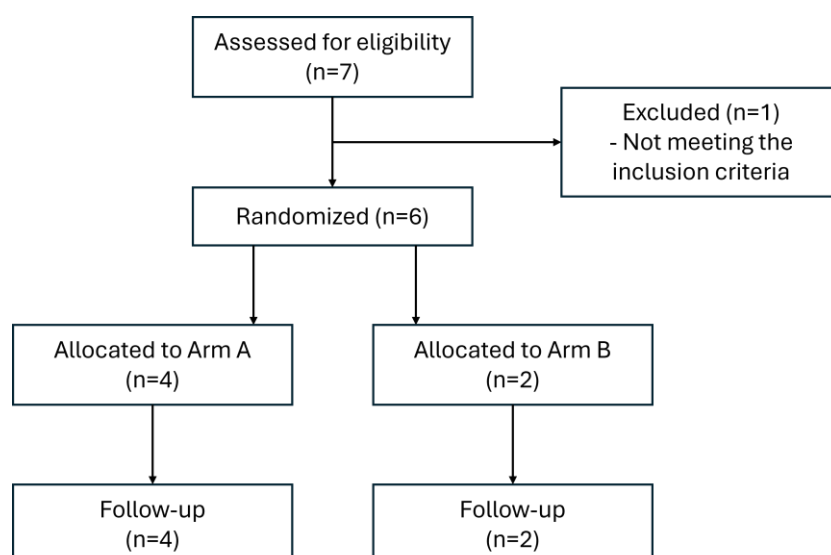 Assessed for eligibility
(n=7)
Excluded (n=1)
- Not meeting the
inclusion criteria
Randomized (n=6)
Allocated to Arm A
(n=4)
Allocated to Arm B
(n=2)
Follow-up
(n=4)
Follow-up
(n=2)